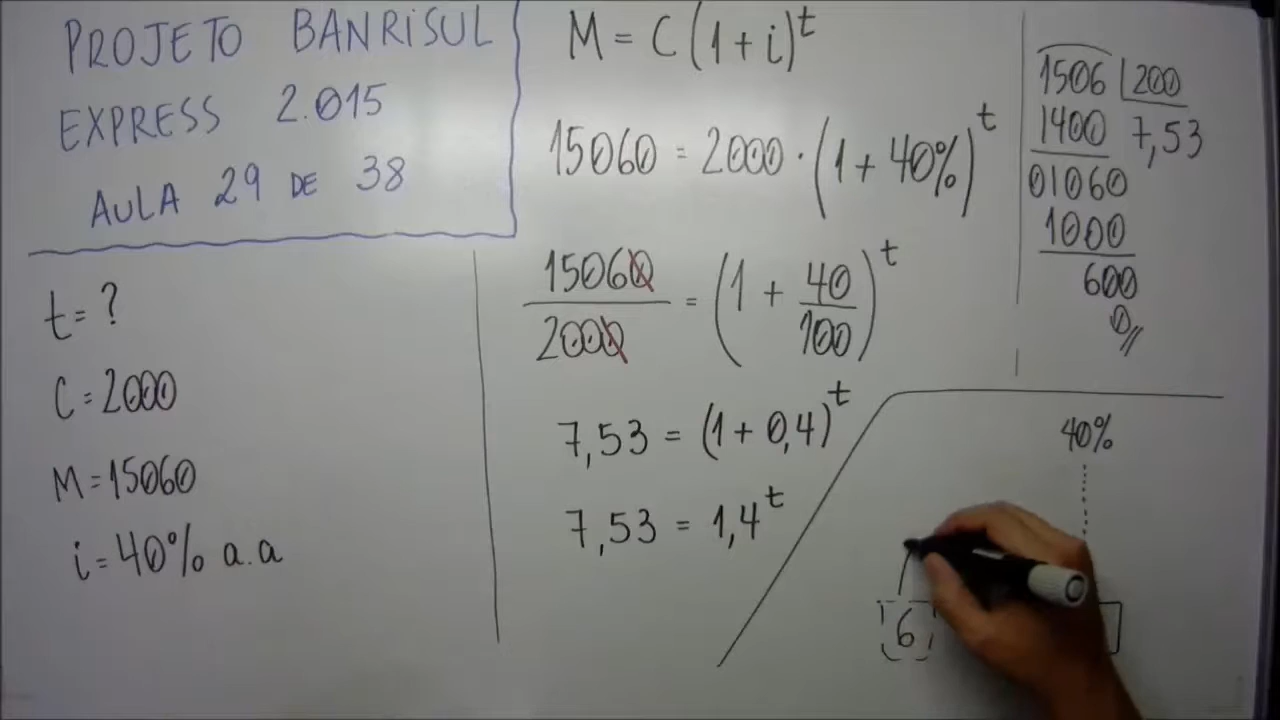 PROJETO BANRISUL
EXPRESS 2.015
AULA 29 DE 38
t = ?
C = 2000
M = 15060
i = 40% a.a
M = C (1 + i)^t
15060 = 2000 · (1 + 40%)^t
15060 / 2000 = (1 + 40 / 100)^t
7,53 = (1 + 0,4)^t
7,53 = 1,4^t
1506 | 200
1400 7,53
01060
1000
600
0//
40%
6